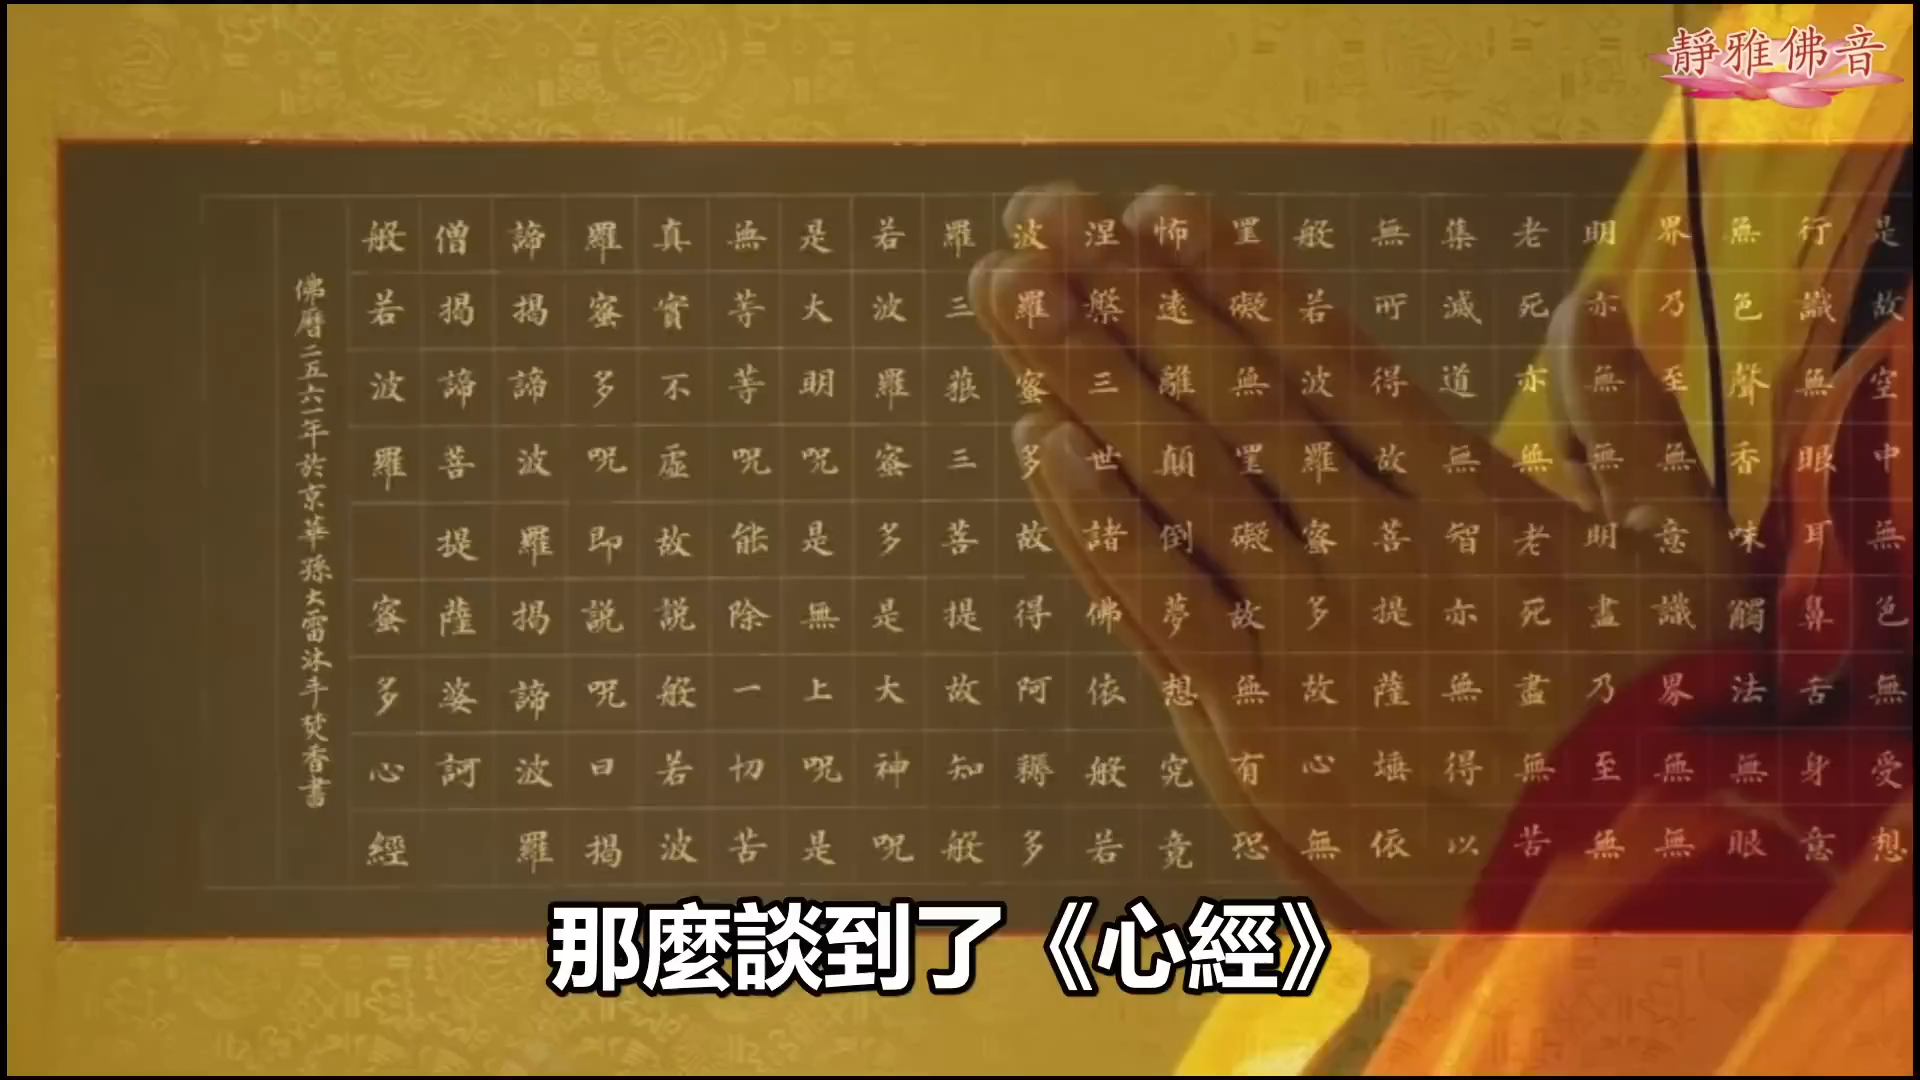 靜雅佛音
是故空中無色無受想
行識無眼耳鼻舌身意
無色聲香味觸法無眼
界乃至無意識界無無
明亦無無明盡乃至無
老死亦無老死盡無苦
集滅道無智亦無得以
無所得故菩提薩埵依
般若波羅蜜多故心無
罣礙無罣礙故無有恐
怖遠離顛倒夢想究竟
涅槃三世諸佛依般若
波羅蜜多故得阿耨多
羅三藐三菩提故知般
若波羅蜜多是大神呪
是大明呪是無上呪是
無等等呪能除一切苦
真實不虛故說般若波
羅蜜多呪即說呪曰揭
諦揭諦波羅揭諦波羅
僧揭諦菩提薩婆訶
般若波羅蜜多心經
佛曆二五六一年於京華孫大雷沐手焚香書
那麼談到了《心經》